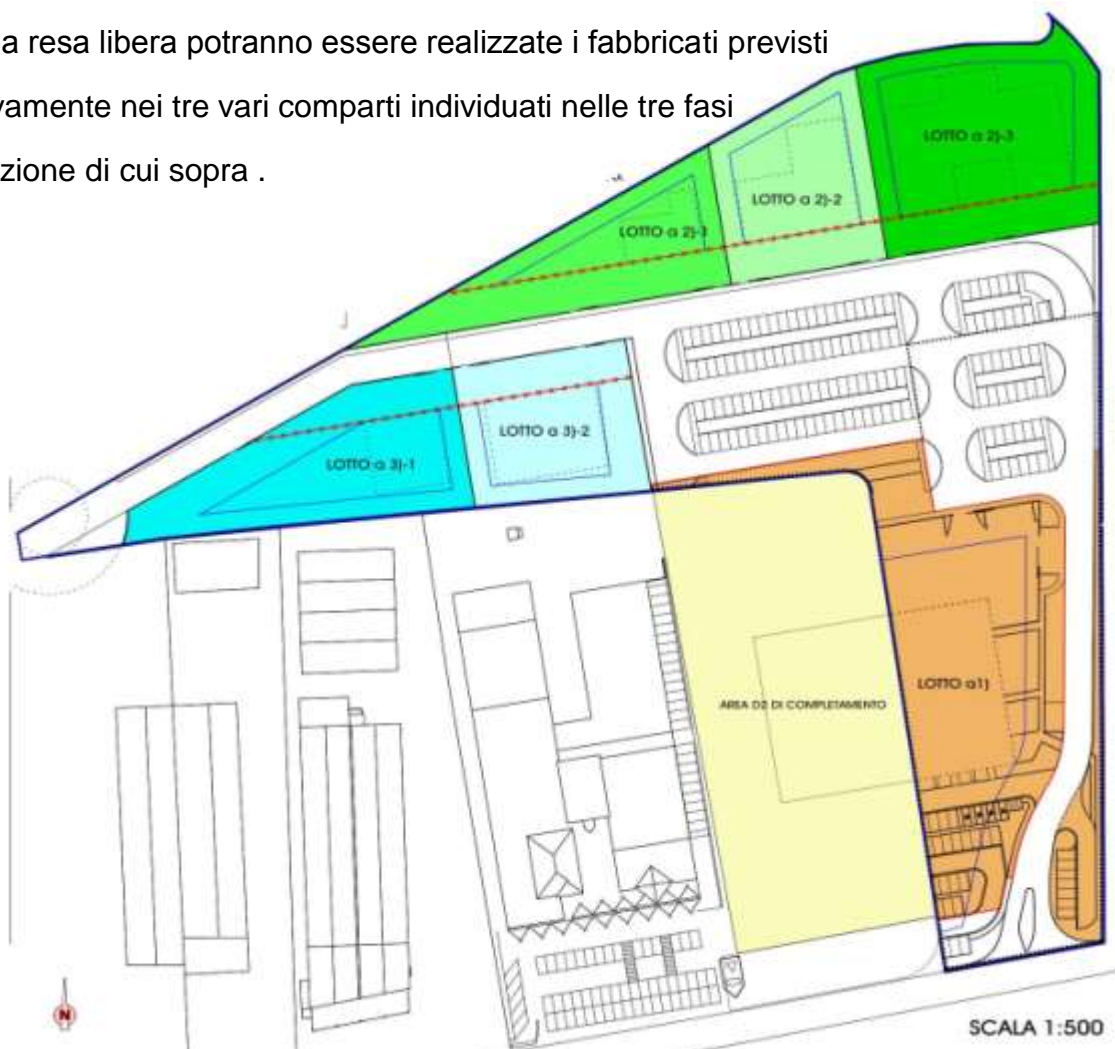 a resa libera potranno essere realizzate i fabbricati previsti
vamente nei tre vari comparti individuati nelle tre fasi
zione di cui sopra .
LOTTO a 2)-3
LOTTO a 2)-2
LOTTO a 2)-1
LOTTO a 3)-2
LOTTO a 3)-1
LOTTO a1)
AREA D2 DI COMPLETAMENTO
N
SCALA 1:500